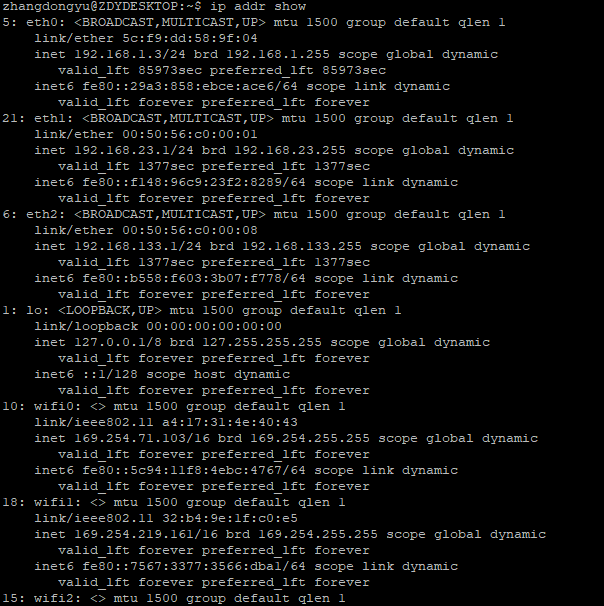 zhangdongyu@ZDYDESKTOP:~$ ip addr show
5: eth0: <BROADCAST,MULTICAST,UP> mtu 1500 group default qlen 1
    link/ether 5c:f9:dd:58:9f:04
    inet 192.168.1.3/24 brd 192.168.1.255 scope global dynamic
       valid_lft 85973sec preferred_lft 85973sec
    inet6 fe80::29a3:858:ebce:ace6/64 scope link dynamic
       valid_lft forever preferred_lft forever
21: eth1: <BROADCAST,MULTICAST,UP> mtu 1500 group default qlen 1
    link/ether 00:50:56:c0:00:01
    inet 192.168.23.1/24 brd 192.168.23.255 scope global dynamic
       valid_lft 1377sec preferred_lft 1377sec
    inet6 fe80::f148:96c9:23f2:8289/64 scope link dynamic
       valid_lft forever preferred_lft forever
6: eth2: <BROADCAST,MULTICAST,UP> mtu 1500 group default qlen 1
    link/ether 00:50:56:c0:00:08
    inet 192.168.133.1/24 brd 192.168.133.255 scope global dynamic
       valid_lft 1377sec preferred_lft 1377sec
    inet6 fe80::b558:f603:3b07:f778/64 scope link dynamic
       valid_lft forever preferred_lft forever
1: lo: <LOOPBACK,UP> mtu 1500 group default qlen 1
    link/loopback 00:00:00:00:00:00
    inet 127.0.0.1/8 brd 127.255.255.255 scope global dynamic
       valid_lft forever preferred_lft forever
    inet6 ::1/128 scope host dynamic
       valid_lft forever preferred_lft forever
10: wifi0: <> mtu 1500 group default qlen 1
    link/ieee802.11 a4:17:31:4e:40:43
    inet 169.254.71.103/16 brd 169.254.255.255 scope global dynamic
       valid_lft forever preferred_lft forever
    inet6 fe80::5c94:11f8:4ebc:4767/64 scope link dynamic
       valid_lft forever preferred_lft forever
18: wifi1: <> mtu 1500 group default qlen 1
    link/ieee802.11 32:b4:9e:1f:c0:e5
    inet 169.254.219.161/16 brd 169.254.255.255 scope global dynamic
       valid_lft forever preferred_lft forever
    inet6 fe80::7567:3377:3566:dba1/64 scope link dynamic
       valid_lft forever preferred_lft forever
15: wifi2: <> mtu 1500 group default qlen 1